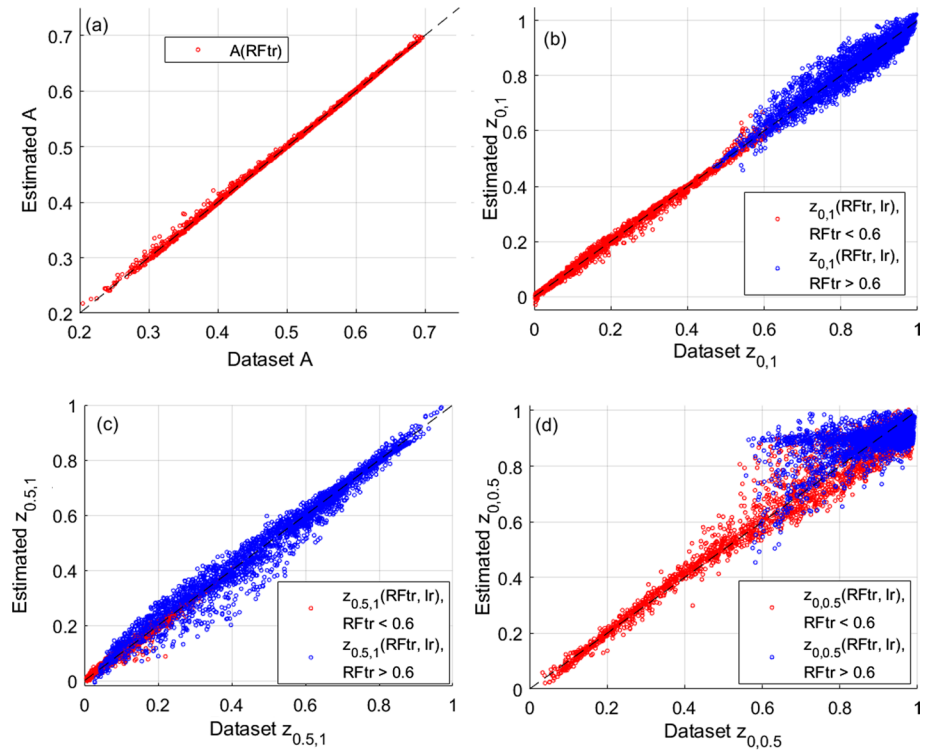 (a)
A(RFtr)
0.7
0.6
0.5
0.4
0.3
0.2
Estimated A
0.2 0.3 0.4 0.5 0.6 0.7
Dataset A
(b)
1
0.8
0.6
0.4
0.2
0
Estimated z0,1
z0,1(RFtr, Ir),
RFtr < 0.6
z0,1(RFtr, Ir),
RFtr > 0.6
0 0.2 0.4 0.6 0.8 1
Dataset z0,1
(c)
1
0.8
0.6
0.4
0.2
0
Estimated z0.5,1
z0.5,1(RFtr, Ir),
RFtr < 0.6
z0.5,1(RFtr, Ir),
RFtr > 0.6
0 0.2 0.4 0.6 0.8 1
Dataset z0.5,1
(d)
1
0.8
0.6
0.4
0.2
0
Estimated z0,0.5
z0,0.5(RFtr, Ir),
RFtr < 0.6
z0,0.5(RFtr, Ir),
RFtr > 0.6
0 0.2 0.4 0.6 0.8 1
Dataset z0,0.5